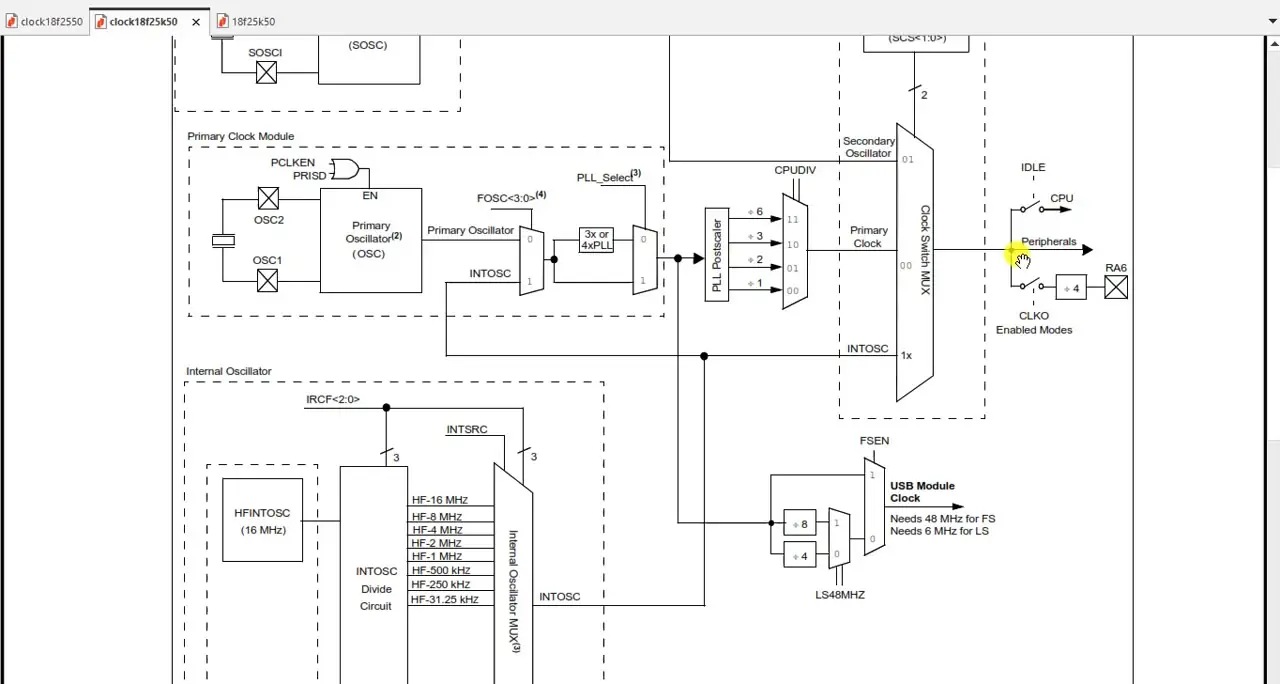 clock18f2550
clock18f25k50
18f25k50
SOSCI
(SOSC)
(SCS<1:0>)
2
Primary Clock Module
PCLKEN
PRISD
EN
OSC2
OSC1
Primary
Oscillator(2)
(OSC)
Primary Oscillator
FOSC<3:0>(4)
INTOSC
0
1
3x or
4xPLL
PLL_Select(3)
0
1
PLL Postscaler
÷ 6
÷ 3
÷ 2
÷ 1
CPUDIV
11
10
01
00
Secondary
Oscillator
01
Primary
Clock
00
INTOSC
1x
Clock Switch MUX
IDLE
CPU
Peripherals
RA6
÷ 4
CLKO
Enabled Modes
Internal Oscillator
IRCF<2:0>
INTSRC
3
3
HFINTOSC
(16 MHz)
INTOSC
Divide
Circuit
HF-16 MHz
HF-8 MHz
HF-4 MHz
HF-2 MHz
HF-1 MHz
HF-500 kHz
HF-250 kHz
HF-31.25 kHz
Internal Oscillator MUX(3)
INTOSC
FSEN
1
0
÷ 8
÷ 4
1
0
LS48MHZ
USB Module
Clock
Needs 48 MHz for FS
Needs 6 MHz for LS